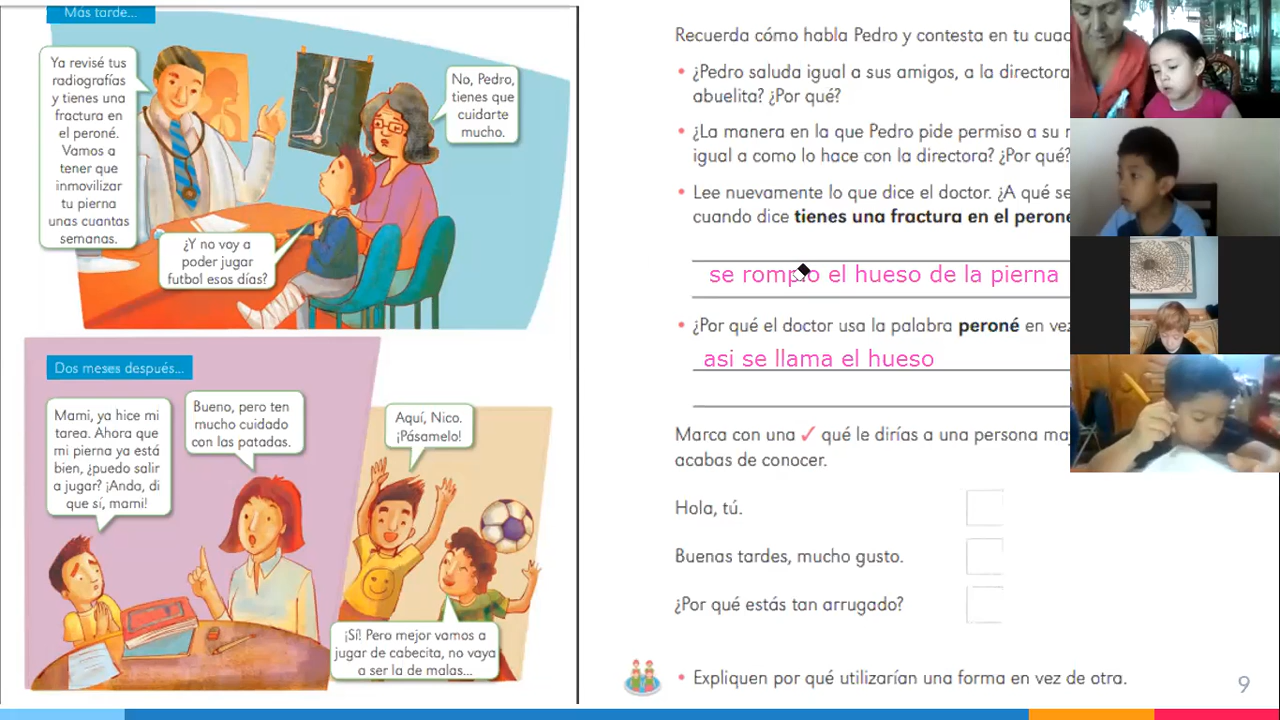 Más tarde...
Ya revisé tus
radiografías
y tienes una
fractura en
el peroné.
Vamos a
tener que
inmovilizar
tu pierna
unas cuantas
semanas.
No, Pedro,
tienes que
cuidarte
mucho.
¿Y no voy a
poder jugar
futbol esos días?
Dos meses después...
Mami, ya hice mi
tarea. Ahora que
mi pierna ya está
bien, ¿puedo salir
a jugar? ¡Anda, di
que sí, mami!
Bueno, pero ten
mucho cuidado
con las patadas.
Aquí, Nico.
¡Pásamelo!
¡Sí! Pero mejor vamos a
jugar de cabecita, no vaya
a ser la de malas...
Recuerda cómo habla Pedro y contesta en tu
• ¿Pedro saluda igual a sus amigos, a la directora
abuelita? ¿Por qué?
• ¿La manera en la que Pedro pide permiso a su
igual a como lo hace con la directora? ¿Por qué?
• Lee nuevamente lo que dice el doctor. ¿A qué se
cuando dice tienes una fractura en el peroné
se rompio el hueso de la pierna
• ¿Por qué el doctor usa la palabra peroné en
asi se llama el hueso
Marca con una ✓ qué le dirías a una persona
acabas de conocer.
Hola, tú.
Buenas tardes, mucho gusto.
¿Por qué estás tan arrugado?
• Expliquen por qué utilizarían una forma en vez de otra.
9